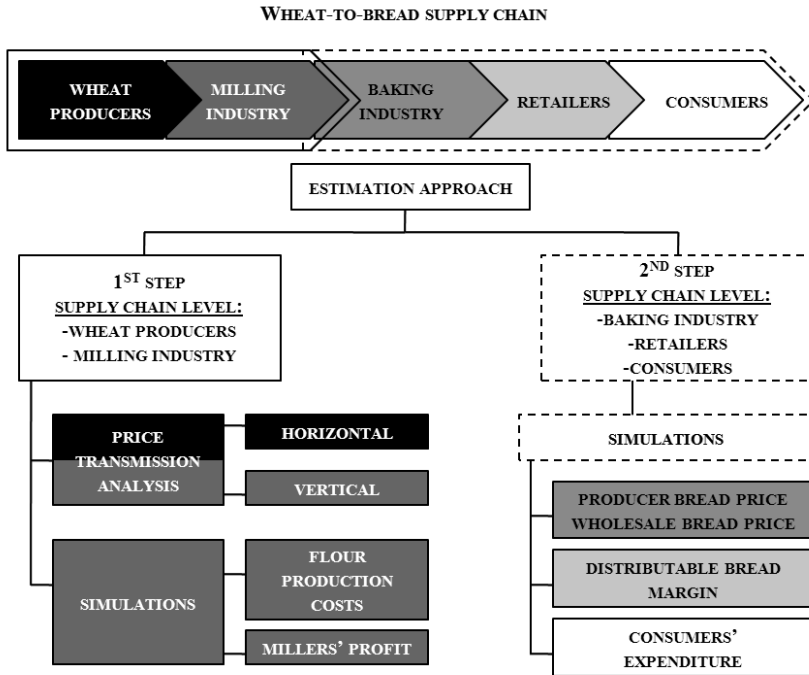 WHEAT-TO-BREAD SUPPLY CHAIN
WHEAT
PRODUCERS
MILLING
INDUSTRY
BAKING
INDUSTRY
RETAILERS
CONSUMERS
ESTIMATION APPROACH
1ST STEP
SUPPLY CHAIN LEVEL:
-WHEAT PRODUCERS
- MILLING INDUSTRY
2ND STEP
SUPPLY CHAIN LEVEL:
-BAKING INDUSTRY
-RETAILERS
-CONSUMERS
PRICE
TRANSMISSION
ANALYSIS
HORIZONTAL
VERTICAL
SIMULATIONS
FLOUR
PRODUCTION
COSTS
MILLERS’ PROFIT
SIMULATIONS
PRODUCER BREAD PRICE
WHOLESALE BREAD PRICE
DISTRIBUTABLE BREAD
MARGIN
CONSUMERS’
EXPENDITURE